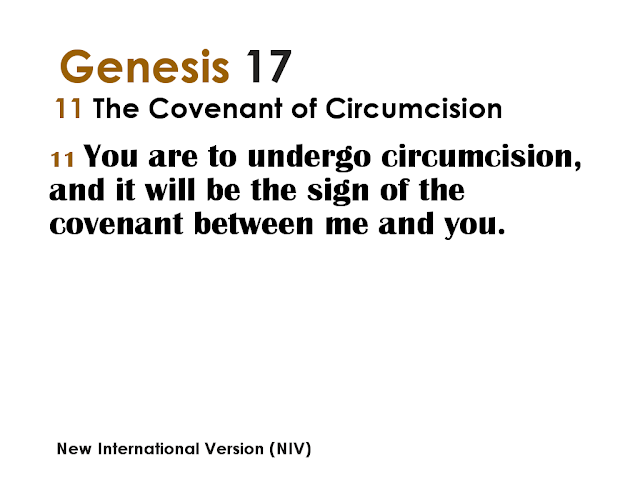 Genesis 17
11 The Covenant of Circumcision
11 You are to undergo circumcision,
and it will be the sign of the
covenant between me and you.
New International Version (NIV)